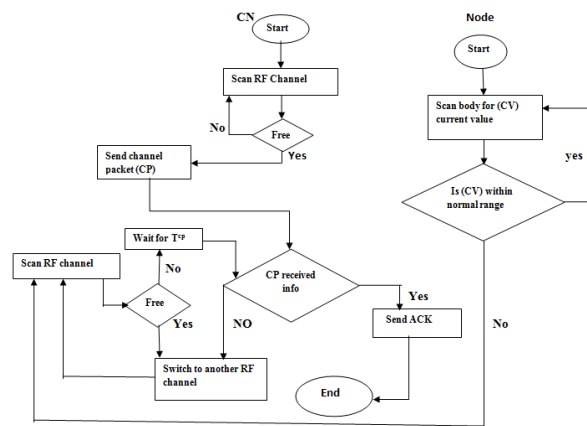 CN
Start
Scan RF Channel
No
Free
Yes
Send channel
packet (CP)
Wait for Tcp
Scan RF channel
No
Free
Yes
CP received
info
NO
Yes
Send ACK
Switch to another RF
channel
End
Node
Start
Scan body for (CV)
current value
yes
Is (CV) within
normal range
No